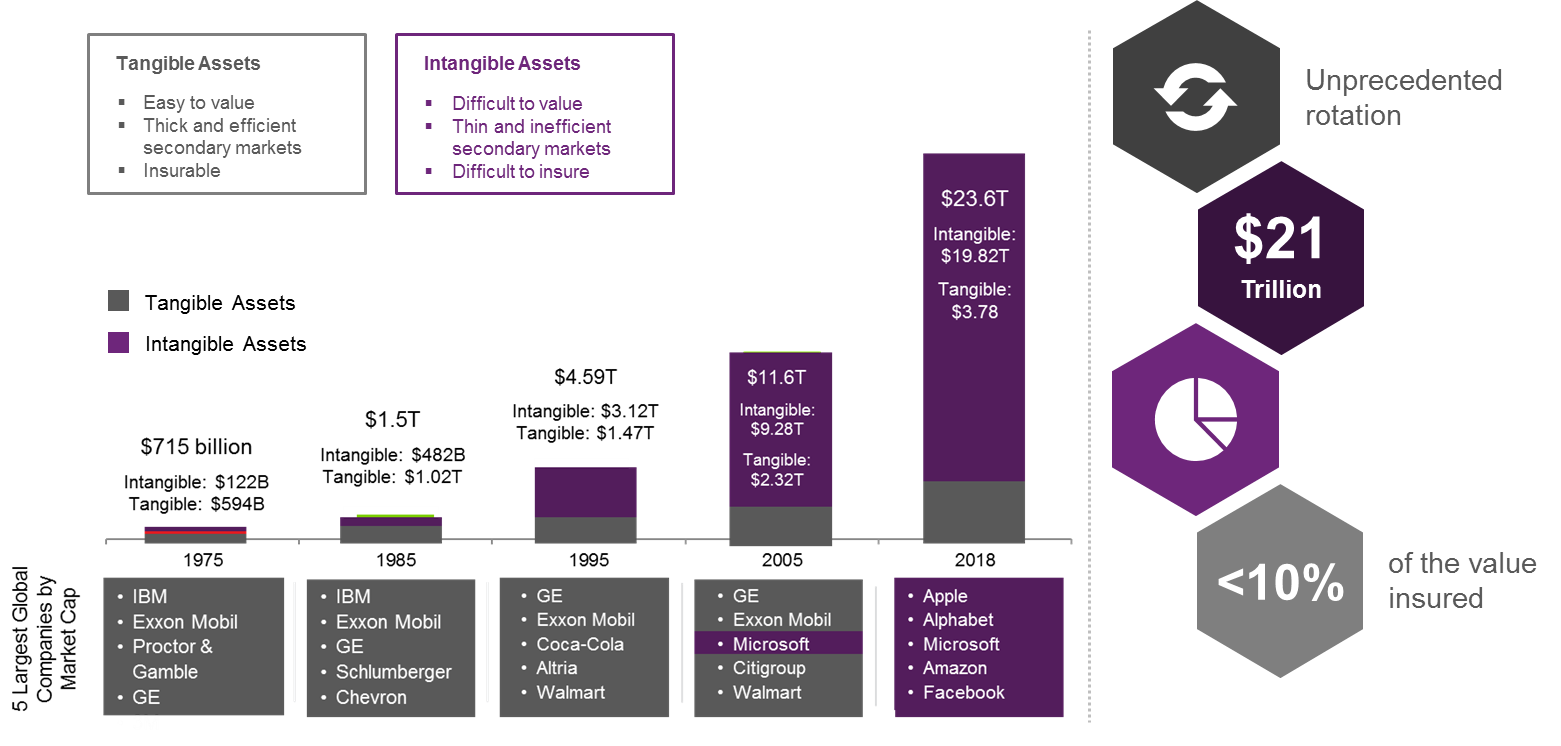 Tangible Assets
▪ Easy to value
▪ Thick and efficient
secondary markets
▪ Insurable
Intangible Assets
▪ Difficult to value
▪ Thin and inefficient
secondary markets
▪ Difficult to insure
Tangible Assets
Intangible Assets
$715 billion
Intangible: $122B
Tangible: $594B
$1.5T
Intangible: $482B
Tangible: $1.02T
$4.59T
Intangible: $3.12T
Tangible: $1.47T
$11.6T
Intangible:
$9.28T
Tangible:
$2.32T
$23.6T
Intangible:
$19.82T
Tangible:
$3.78
1975
1985
1995
2005
2018
5 Largest Global
Companies by
Market Cap
• IBM
• Exxon Mobil
• Proctor &
Gamble
• GE
• IBM
• Exxon Mobil
• GE
• Schlumberger
• Chevron
• GE
• Exxon Mobil
• Coca-Cola
• Altria
• Walmart
• GE
• Exxon Mobil
• Microsoft
• Citigroup
• Walmart
• Apple
• Alphabet
• Microsoft
• Amazon
• Facebook
Unprecedented
rotation
$21
Trillion
<10%
of the value
insured